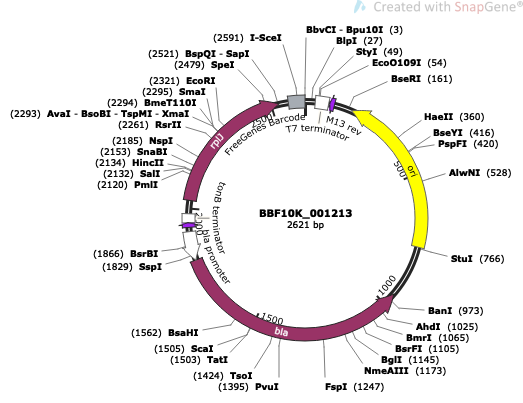 Created with SnapGene®
(2591) I-SceI
BbvCI - Bpu10I (3)
BlpI (27)
StyI (49)
EcoO109I (54)
BseRI (161)
(2521) BspQI - SapI
(2479) SpeI
(2321) EcoRI
(2295) SmaI
(2294) BmeT110I
(2293) AvaI - BsoBI - TspMI - XmaI
(2261) RsrII
(2185) NspI
(2153) SnaBI
(2134) HincII
(2132) SalI
(2120) PmlI
HaeII (360)
BseYI (416)
PspFI (420)
AlwNI (528)
rplJ
FreeGenes Barcode
T7 terminator
M13 rev
ori
500
2500
tonB terminator
2000
bla promoter
BBF10K_001213
2621 bp
(1866) BsrBI
(1829) SspI
StuI (766)
1000
1500
bla
BanI (973)
AhdI (1025)
BmrI (1065)
BsrFI (1105)
BglI (1145)
NmeAIII (1173)
FspI (1247)
(1562) BsaHI
(1505) ScaI
(1503) TatI
(1424) TsoI
(1395) PvuI